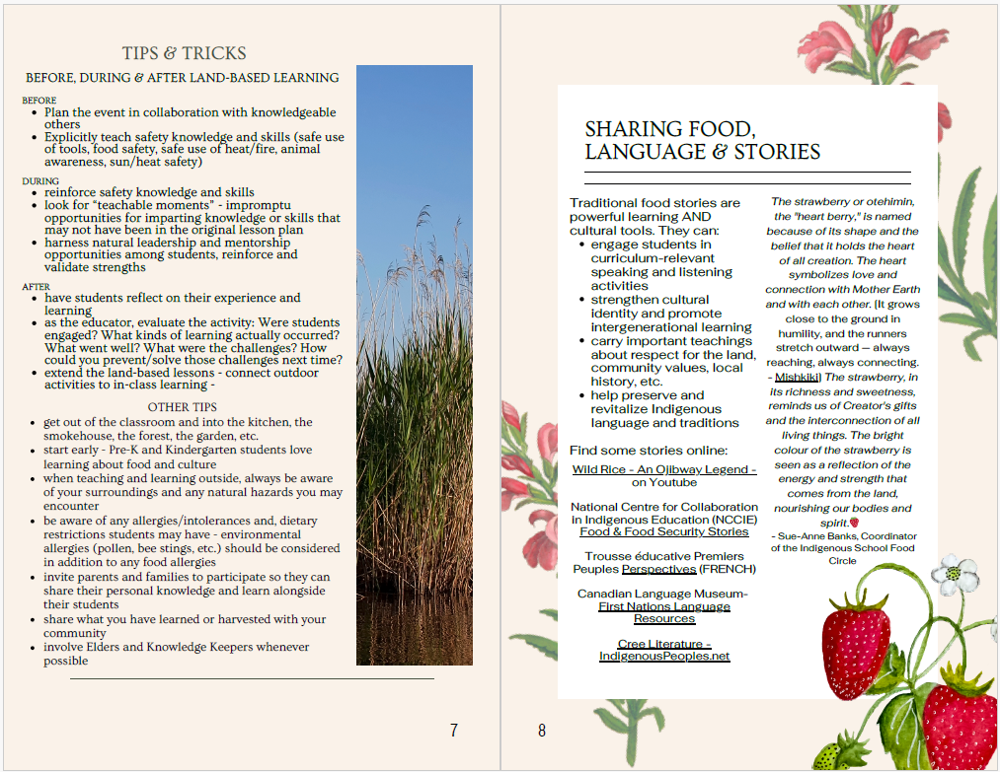 TIPS & TRICKS
BEFORE, DURING & AFTER LAND-BASED LEARNING
BEFORE
• Plan the event in collaboration with knowledgeable
others
• Explicitly teach safety knowledge and skills (safe use
of tools, food safety, safe use of heat/fire, animal
awareness, sun/heat safety)
DURING
• reinforce safety knowledge and skills
• look for "teachable moments" - impromptu
opportunities for imparting knowledge or skills that
may not have been in the original lesson plan
• harness natural leadership and mentorship
opportunities among students, reinforce and
validate strengths
AFTER
• have students reflect on their experience and
learning
• as the educator, evaluate the activity: Were students
engaged? What kinds of learning actually occurred?
What went well? What were the challenges? How
could you prevent/solve those challenges next time?
• extend the land-based lessons - connect outdoor
activities to in-class learning -
OTHER TIPS
• get out of the classroom and into the kitchen, the
smokehouse, the forest, the garden, etc.
• start early - Pre-K and Kindergarten students love
learning about food and culture
• when teaching and learning outside, always be aware
of your surroundings and any natural hazards you may
encounter
• be aware of any allergies/intolerances and, dietary
restrictions students may have - environmental
allergies (pollen, bee stings, etc.) should be considered
in addition to any food allergies
• invite parents and families to participate so they can
share their personal knowledge and learn alongside
their students
• share what you have learned or harvested with your
community
• involve Elders and Knowledge Keepers whenever
possible
7
SHARING FOOD,
LANGUAGE & STORIES
Traditional food stories are
powerful learning AND
cultural tools. They can:
• engage students in
curriculum-relevant
speaking and listening
activities
• strengthen cultural
identity and promote
intergenerational learning
• carry important teachings
about respect for the land,
community values, local
history, etc.
• help preserve and
revitalize Indigenous
language and traditions
Find some stories online:
Wild Rice - An Ojibway Legend -
on Youtube
National Centre for Collaboration
in Indigenous Education (NCCIE)
Food & Food Security Stories
Trousse éducative Premiers
Peuples Perspectives (FRENCH)
Canadian Language Museum-
First Nations Language
Resources
Cree Literature -
IndigenousPeoples.net
The strawberry or otehimin,
the "heart berry," is named
because of its shape and the
belief that it holds the heart
of all creation. The heart
symbolizes love and
connection with Mother Earth
and with each other. (It grows
close to the ground in
humility, and the runners
stretch outward — always
reaching, always connecting.
- Mishkiki) The strawberry, in
its richness and sweetness,
reminds us of Creator's gifts
and the interconnection of all
living things. The bright
colour of the strawberry is
seen as a reflection of the
energy and strength that
comes from the land,
nourishing our bodies and
spirit.🍓
- Sue-Anne Banks, Coordinator
of the Indigenous School Food
Circle
8